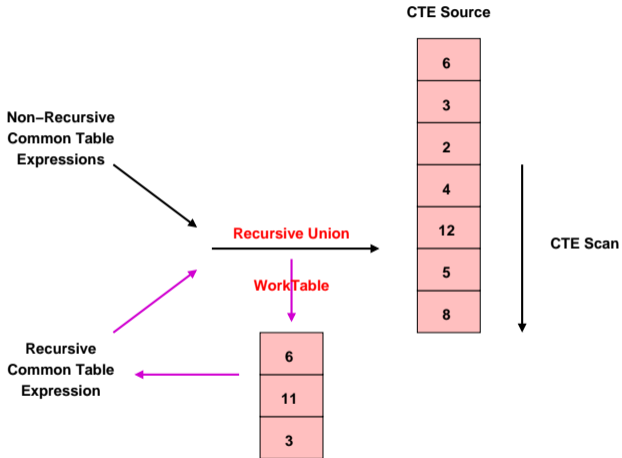 CTE Source
6
3
2
4
12
5
8
Non−Recursive
Common Table
Expressions
Recursive Union
CTE Scan
WorkTable
Recursive
Common Table
Expression
6
11
3